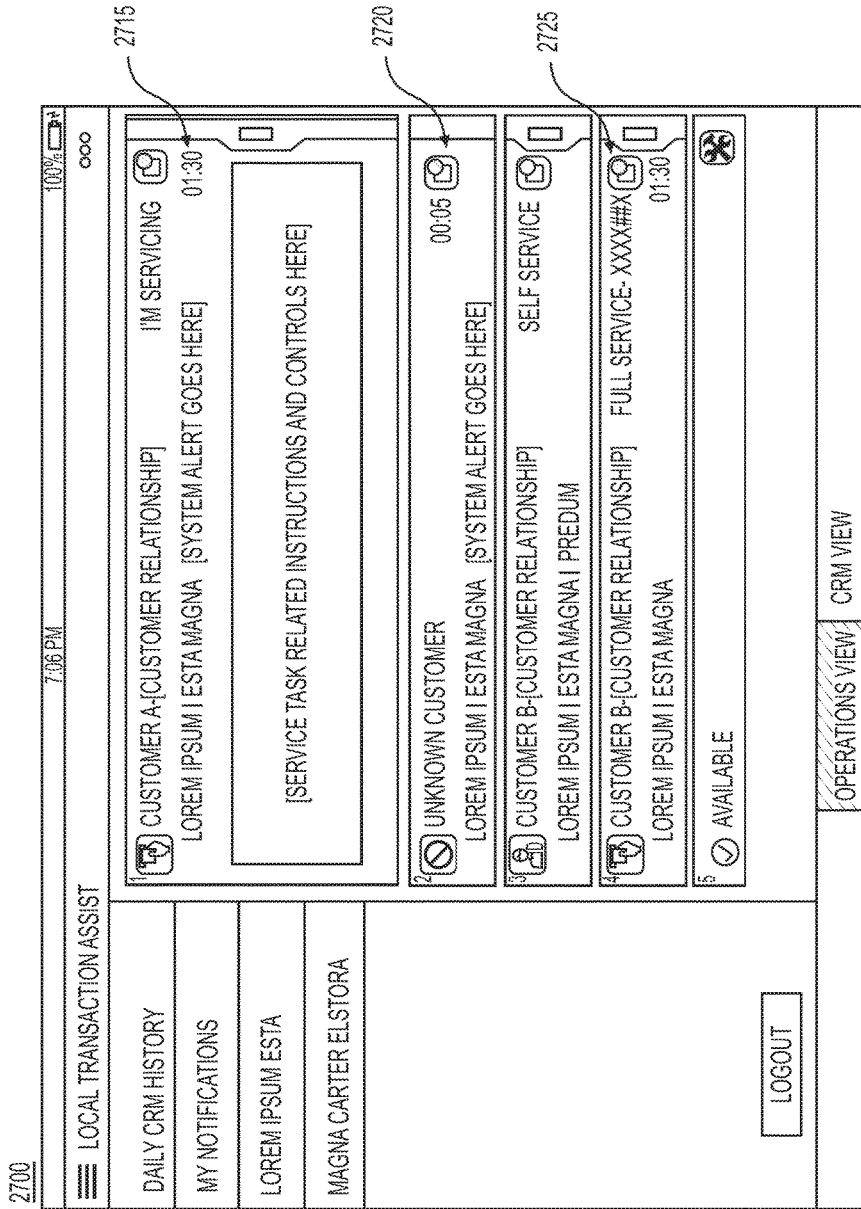 2700
7:06 PM
100%
LOCAL TRANSACTION ASSIST
ooo
DAILY CRM HISTORY
MY NOTIFICATIONS
LOREM IPSUM ESTA
MAGNA CARTER ELSTORA
LOGOUT
1
CUSTOMER A-[CUSTOMER RELATIONSHIP]
I'M SERVICING
LOREM IPSUM I ESTA MAGNA [SYSTEM ALERT GOES HERE]
01:30
2715
[SERVICE TASK RELATED INSTRUCTIONS AND CONTROLS HERE]
2
UNKNOWN CUSTOMER
00:05
2720
LOREM IPSUM I ESTA MAGNA [SYSTEM ALERT GOES HERE]
3
CUSTOMER B-[CUSTOMER RELATIONSHIP]
SELF SERVICE
LOREM IPSUM I ESTA MAGNA I PREDUM
4
CUSTOMER B-[CUSTOMER RELATIONSHIP]
FULL SERVICE- XXXX##X
2725
LOREM IPSUM I ESTA MAGNA
01:30
5
AVAILABLE
OPERATIONS VIEW
CRM VIEW